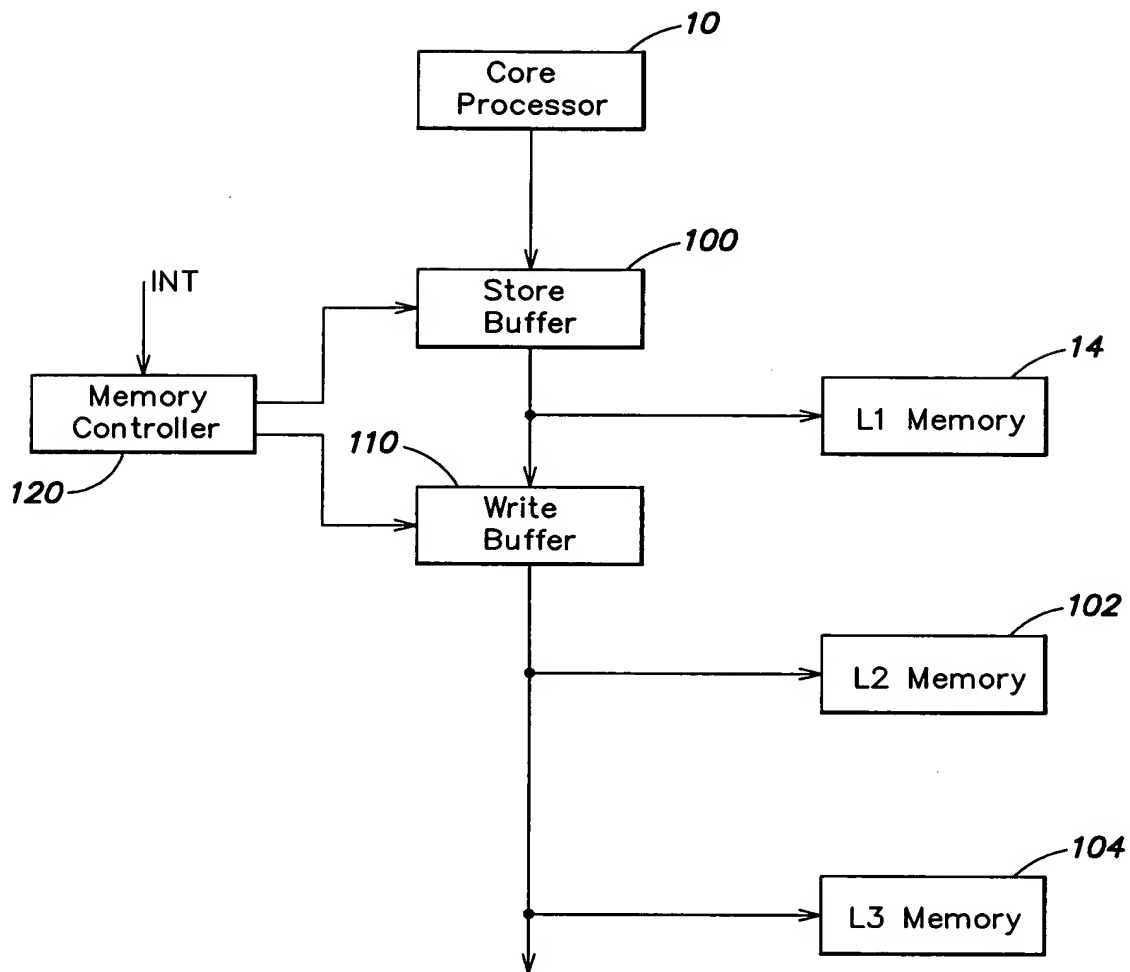 10
Core
Processor
100
INT
Store
Buffer
14
Memory
Controller
L1 Memory
110
120
Write
Buffer
102
L2 Memory
104
L3 Memory